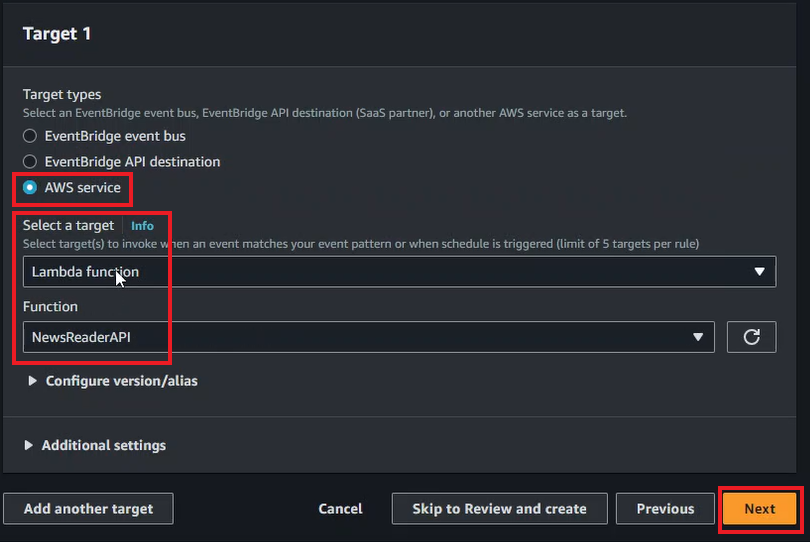 Target 1
Target types
Select an EventBridge event bus, EventBridge API destination (SaaS partner), or another AWS service as a target.
EventBridge event bus
EventBridge API destination
AWS service
Select a target Info
Select target(s) to invoke when an event matches your event pattern or when schedule is triggered (limit of 5 targets per rule)
Lambda function
Function
NewsReaderAPI
Configure version/alias
Additional settings
Add another target Cancel Skip to Review and create Previous Next